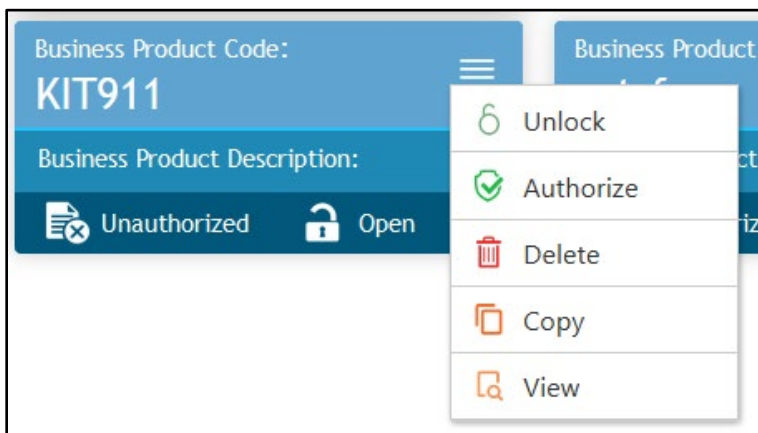 Business Product Code:
KIT911
Business Product Description:
Unauthorized
Open
Business Product
Unlock
Authorize
Delete
Copy
View